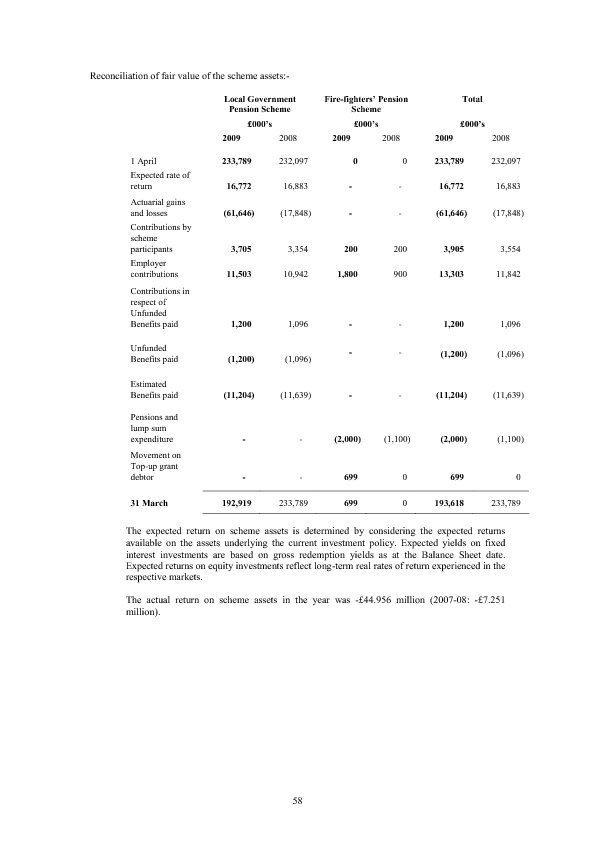 Reconciliation of fair value of the scheme assets:-
Local Government Fire-fighters' Pension Total
Pension Scheme Scheme
£000's £000's £000's
2009 2008 2009 2008 2009 2008
1 April 233,789 232,097 0 0 233,789 232,097
Expected rate of
return 16,772 16,883 - - 16,772 16,883
Actuarial gains
and losses (61,646) (17,848) - - (61,646) (17,848)
Contributions by
scheme
participants 3,705 3,354 200 200 3,905 3,554
Employer
contributions 11,503 10,942 1,800 900 13,303 11,842
Contributions in
respect of
Unfunded
Benefits paid 1,200 1,096 - - 1,200 1,096
Unfunded
Benefits paid (1,200) (1,096) - - (1,200) (1,096)
Estimated
Benefits paid (11,204) (11,639) - - (11,204) (11,639)
Pensions and
lump sum
expenditure - - (2,000) (1,100) (2,000) (1,100)
Movement on
Top-up grant
debtor - - 699 0 699 0
31 March 192,919 233,789 699 0 193,618 233,789
The expected return on scheme assets is determined by considering the expected returns
available on the assets underlying the current investment policy. Expected yields on fixed
interest investments are based on gross redemption yields as at the Balance Sheet date.
Expected returns on equity investments reflect long-term real rates of return experienced in the
respective markets.
The actual return on scheme assets in the year was -£44.956 million (2007-08: -£7.251
million).
58